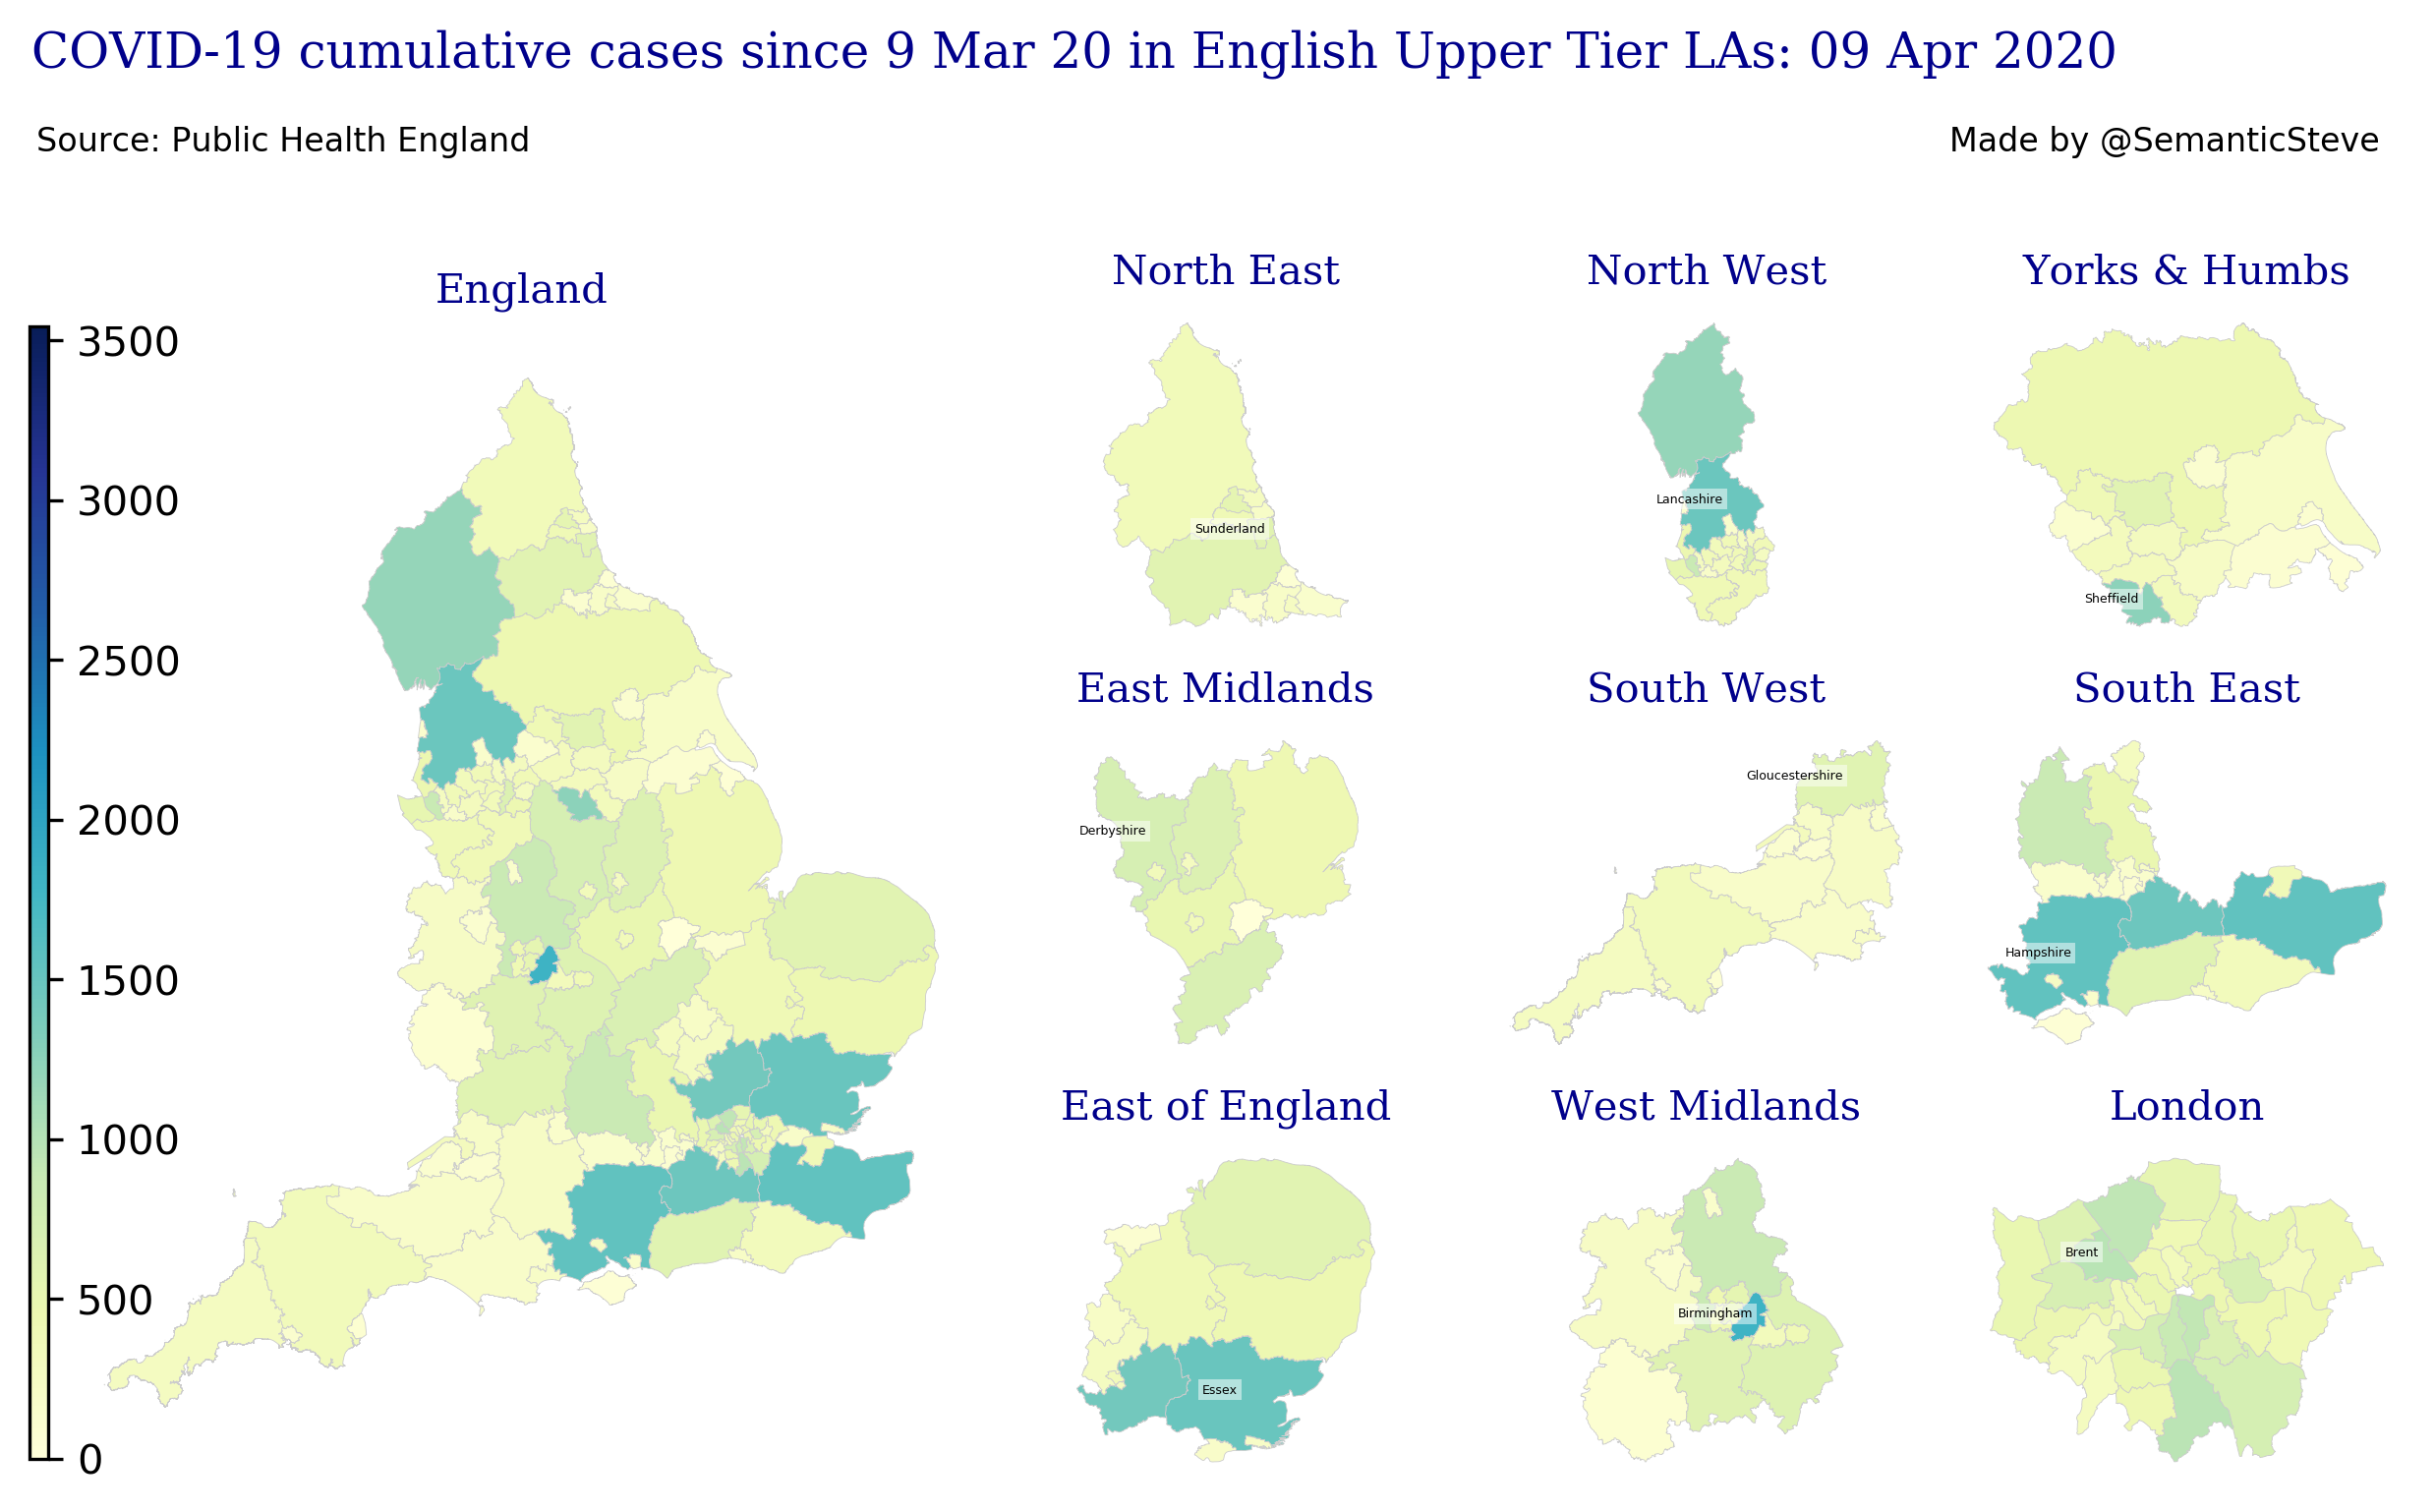 COVID-19 cumulative cases since 9 Mar 20 in English Upper Tier LAs: 09 Apr 2020
Source: Public Health England
Made by @SemanticSteve
England
3500
3000
2500
2000
1500
1000
500
0
North East
Sunderland
North West
Lancashire
Yorks & Humbs
Sheffield
East Midlands
Derbyshire
South West
Gloucestershire
South East
Hampshire
East of England
Essex
West Midlands
Birmingham
London
Brent